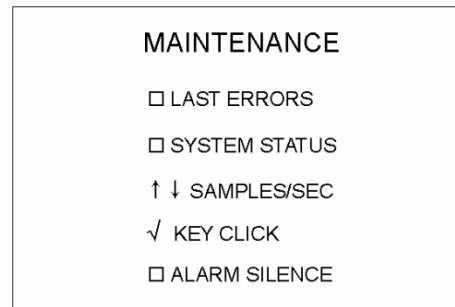 MAINTENANCE
□ LAST ERRORS
□ SYSTEM STATUS
↑ ↓ SAMPLES/SEC
√ KEY CLICK
□ ALARM SILENCE